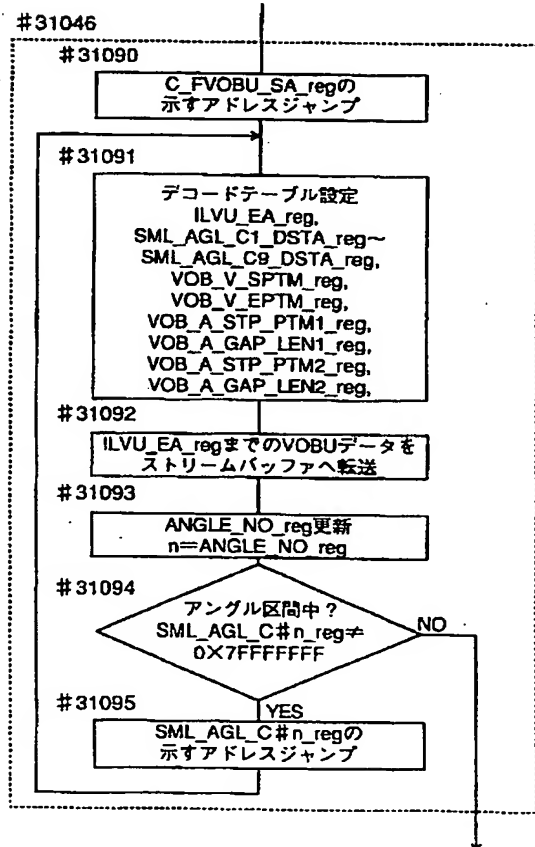 #31046
#31090
C_FVOBU_SA_regの
示すアドレスジャンプ
#31091
デコードテーブル設定
ILVU_EA_reg,
SML_AGL_C1_DSTA_reg～
SML_AGL_C9_DSTA_reg,
VOB_V_SPTM_reg,
VOB_V_EPTM_reg,
VOB_A_STP_PTM1_reg,
VOB_A_GAP_LEN1_reg,
VOB_A_STP_PTM2_reg,
VOB_A_GAP_LEN2_reg,
#31092
ILVU_EA_regまでのVOBUデータを
ストリームバッファへ転送
#31093
ANGLE_NO_reg更新
n=ANGLE_NO_reg
#31094
アングル区間中？
SML_AGL_C#n_reg≠
0×7FFFFFFF
NO
YES
#31095
SML_AGL_C#n_regの
示すアドレスジャンプ